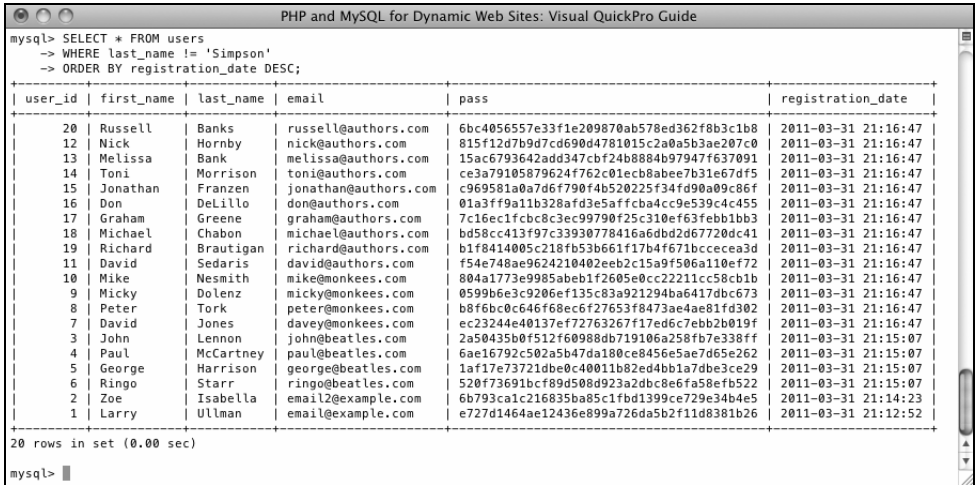 PHP and MySQL for Dynamic Web Sites: Visual QuickPro Guide
mysql> SELECT * FROM users
    -> WHERE last_name != 'Simpson'
    -> ORDER BY registration_date DESC;
| user_id | first_name | last_name | email | pass | registration_date |
| 20 | Russell | Banks | russell@authors.com | 6bc4056557e33f1e209870ab578ed362f8b3c1b8 | 2011-03-31 21:16:47 |
| 12 | Nick | Hornby | nick@authors.com | 815f12d7b9d7cd690d4781015c2a0a5b3ae207c0 | 2011-03-31 21:16:47 |
| 13 | Melissa | Bank | melissa@authors.com | 15ac6793642add347cbf24b8884b97947f637091 | 2011-03-31 21:16:47 |
| 14 | Toni | Morrison | toni@authors.com | ce3a79105879624f762c01ecb8abee7b31e67df5 | 2011-03-31 21:16:47 |
| 15 | Jonathan | Franzen | jonathan@authors.com | c969581a0a7d6f790f4b520225f34fd90a09c86f | 2011-03-31 21:16:47 |
| 16 | Don | DeLillo | don@authors.com | 01a3ff9a11b328afd3e5affcba4cc9e539c4c455 | 2011-03-31 21:16:47 |
| 17 | Graham | Greene | graham@authors.com | 7c16ec1fcbc8c3ec99790f25c310ef63febb1bb3 | 2011-03-31 21:16:47 |
| 18 | Michael | Chabon | michael@authors.com | bd58cc413f97c33930778416a6dbd2d67720dc41 | 2011-03-31 21:16:47 |
| 19 | Richard | Brautigan | richard@authors.com | b1f8414005c218fb53b661f17b4f671bccecea3d | 2011-03-31 21:16:47 |
| 11 | David | Sedaris | david@authors.com | f54e748ae9624210402eeb2c15a9f506a110ef72 | 2011-03-31 21:16:47 |
| 10 | Mike | Nesmith | mike@monkees.com | 804a1773e9985abeb1f2605e0cc22211cc58cb1b | 2011-03-31 21:16:47 |
| 9 | Micky | Dolenz | micky@monkees.com | 0599b6e3c9206ef135c83a921294ba6417dbc673 | 2011-03-31 21:16:47 |
| 8 | Peter | Tork | peter@monkees.com | b8f6bc0c646f68ec6f27653f8473ae4ae81fd302 | 2011-03-31 21:16:47 |
| 7 | David | Jones | davey@monkees.com | ec23244e40137ef72763267f17ed6c7ebb2b019f | 2011-03-31 21:16:47 |
| 3 | John | Lennon | john@beatles.com | 2a50435b0f512f60988db719106a258fb7e338ff | 2011-03-31 21:15:07 |
| 4 | Paul | McCartney | paul@beatles.com | 6ae16792c502a5b47da180ce8456e5ae7d65e262 | 2011-03-31 21:15:07 |
| 5 | George | Harrison | george@beatles.com | 1af17e73721dbe0c40011b82ed4bb1a7dbe3ce29 | 2011-03-31 21:15:07 |
| 6 | Ringo | Starr | ringo@beatles.com | 520f73691bcf89d508d923a2dbc8e6fa58efb522 | 2011-03-31 21:15:07 |
| 2 | Zoe | Isabella | email2@example.com | 6b793ca1c216835ba85c1fbd1399ce729e34b4e5 | 2011-03-31 21:14:23 |
| 1 | Larry | Ullman | email@example.com | e727d1464ae12436e899a726da5b2f11d8381b26 | 2011-03-31 21:12:52 |
20 rows in set (0.00 sec)
mysql>